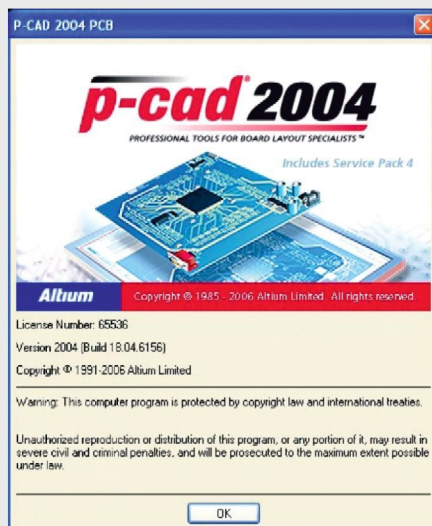 P-CAD 2004 PCB
p-cad® 2004
PROFESSIONAL TOOLS FOR BOARD LAYOUT SPECIALISTS™
Includes Service Pack 4
Altium Copyright © 1985 - 2006 Altium Limited. All rights reserved.
License Number: 65536
Version 2004 (Build 18.04.6156)
Copyright © 1991-2006 Altium Limited
Warning: This computer program is protected by copyright law and international treaties.
Unauthorized reproduction or distribution of this program, or any portion of it, may result in
severe civil and criminal penalties, and will be prosecuted to the maximum extent possible
under law.
OK